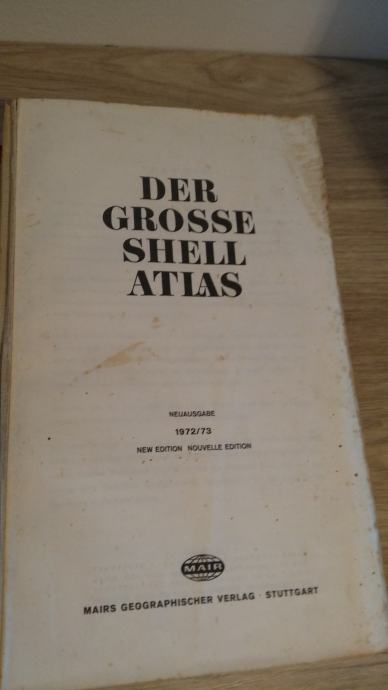 DER
GROSSE
SHELL
ATLAS
NEUAUSGABE
1972/73
NEW EDITION NOUVELLE EDITION
MAIR
MAIRS GEOGRAPHISCHER VERLAG · STUTTGART